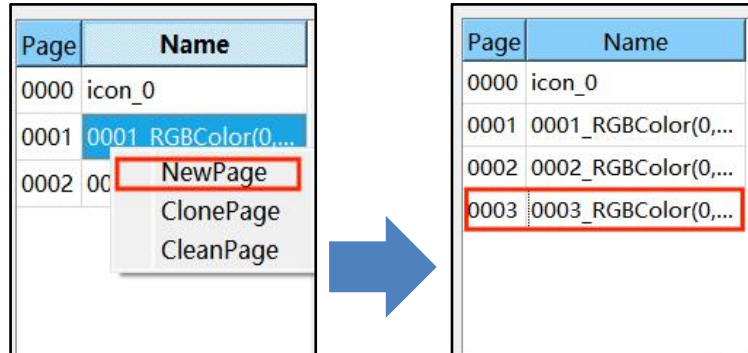 Page Name
0000 icon_0
0001 0001_RGBColor(0,...
0002 00
NewPage
ClonePage
CleanPage
Page Name
0000 icon_0
0001 0001_RGBColor(0,...
0002 0002_RGBColor(0,...
0003 0003_RGBColor(0,...